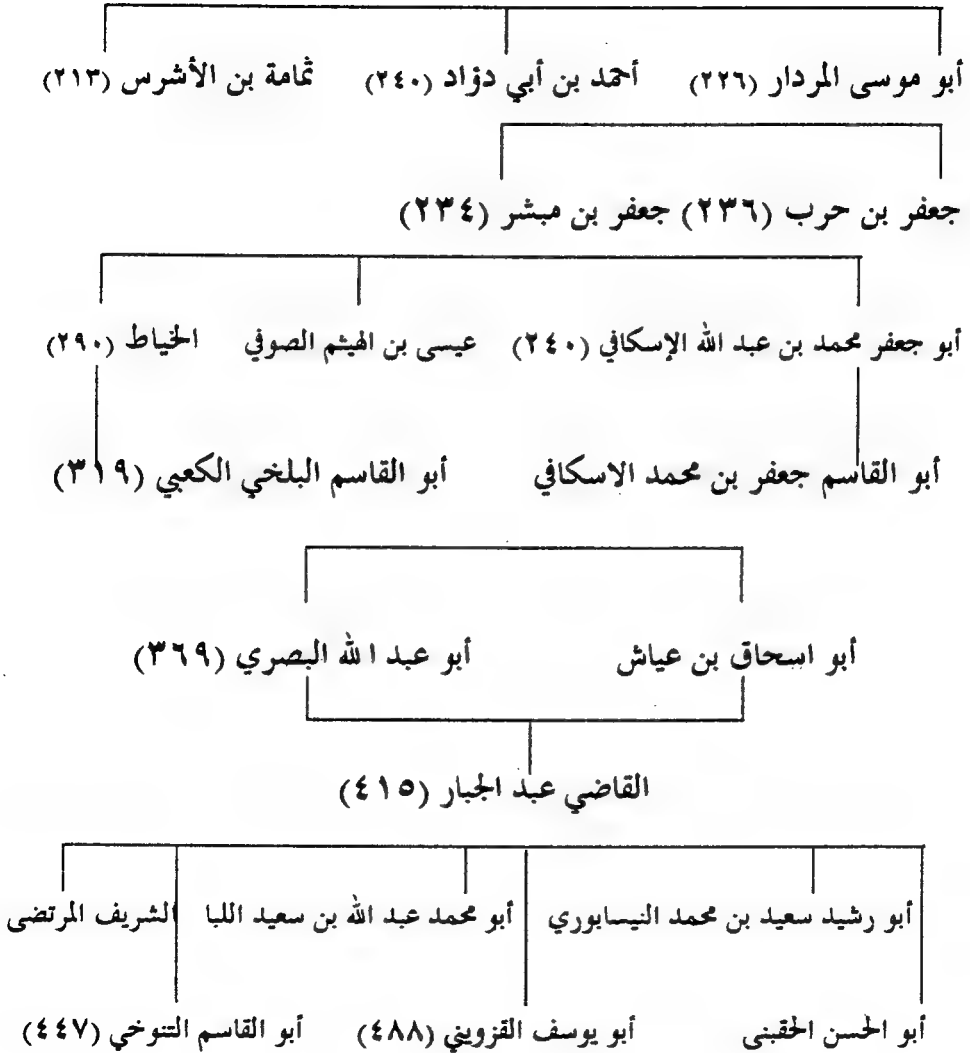 أبو موسى المردار (٢٢٦) أحمد بن أبي دؤاد (٢٤٠) ثمامة بن الأشرس (٢١٣)
جعفر بن حرب (٢٣٦) جعفر بن مبشر (٢٣٤)
أبو جعفر محمد بن عبد الله الإسكافي (٢٤٠) عيسى بن الهيثم الصوفي الخياط (٢٩٠)
أبو القاسم جعفر بن محمد الاسكافي أبو القاسم البلخي الكعبي (٣١٩)
أبو اسحاق بن عياش أبو عبد الله البصري (٣٦٩)
القاضي عبد الجبار (٤١٥)
أبو رشيد سعيد بن محمد النيسابوري أبو محمد عبد الله بن سعيد اللبا الشريف المرتضى
أبو الحسن الحقبنى أبو يوسف القزويني (٤٨٨) أبو القاسم التنوخي (٤٤٧)